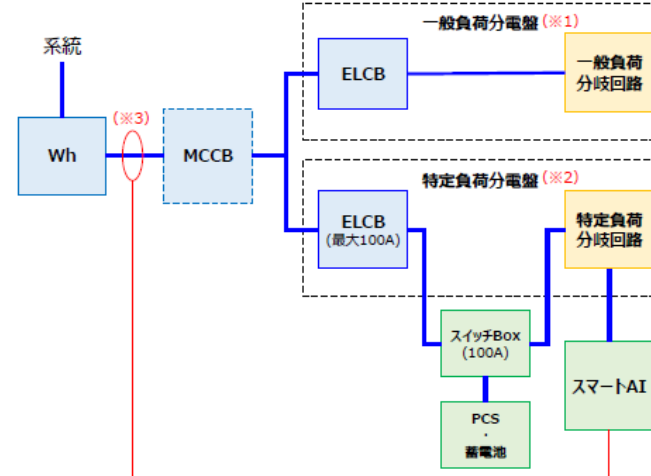 系統
Wh
(※3)
MCCB
一般負荷分電盤(※1)
ELCB
一般負荷
分岐回路
特定負荷分電盤(※2)
ELCB
(最大100A)
特定負荷
分岐回路
スイッチBox
(100A)
PCS
・
蓄電池
スマートAI